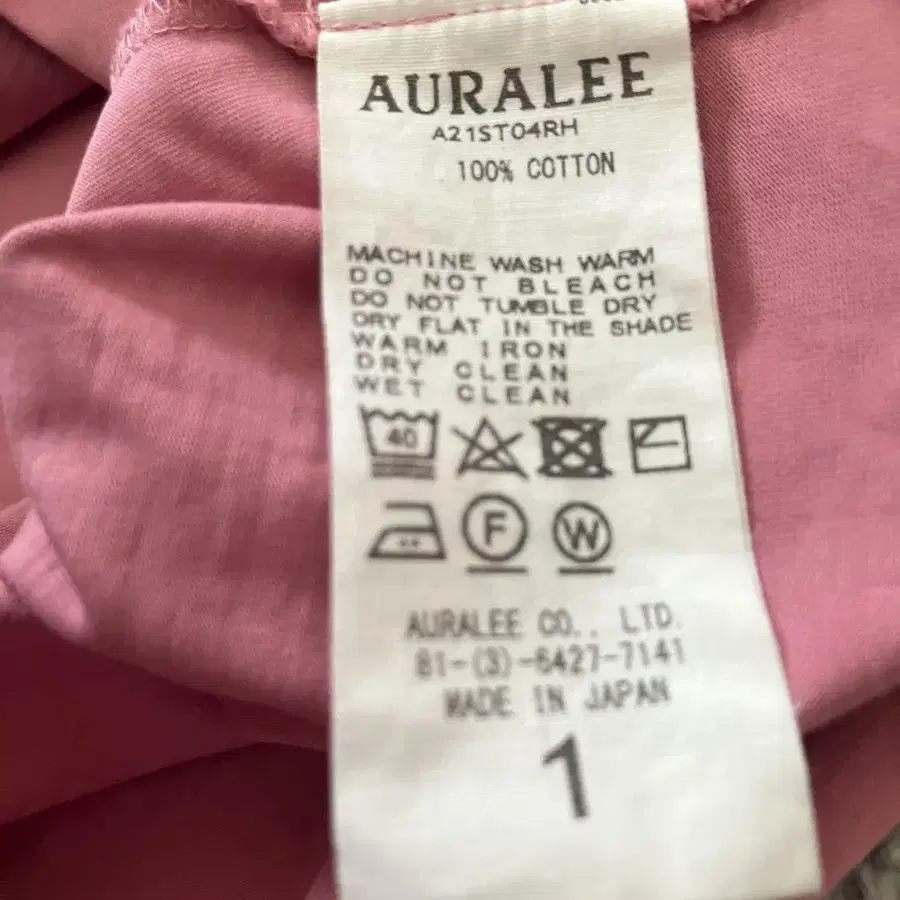 AURALEE
A21ST04RH
100% COTTON
MACHINE WASH WARM
DO NOT BLEACH
DO NOT TUMBLE DRY
DRY FLAT IN THE SHADE
WARM IRON
DRY CLEAN
WET CLEAN
40
F W
AURALEE CO., LTD.
81-(3)-6427-7141
MADE IN JAPAN
1